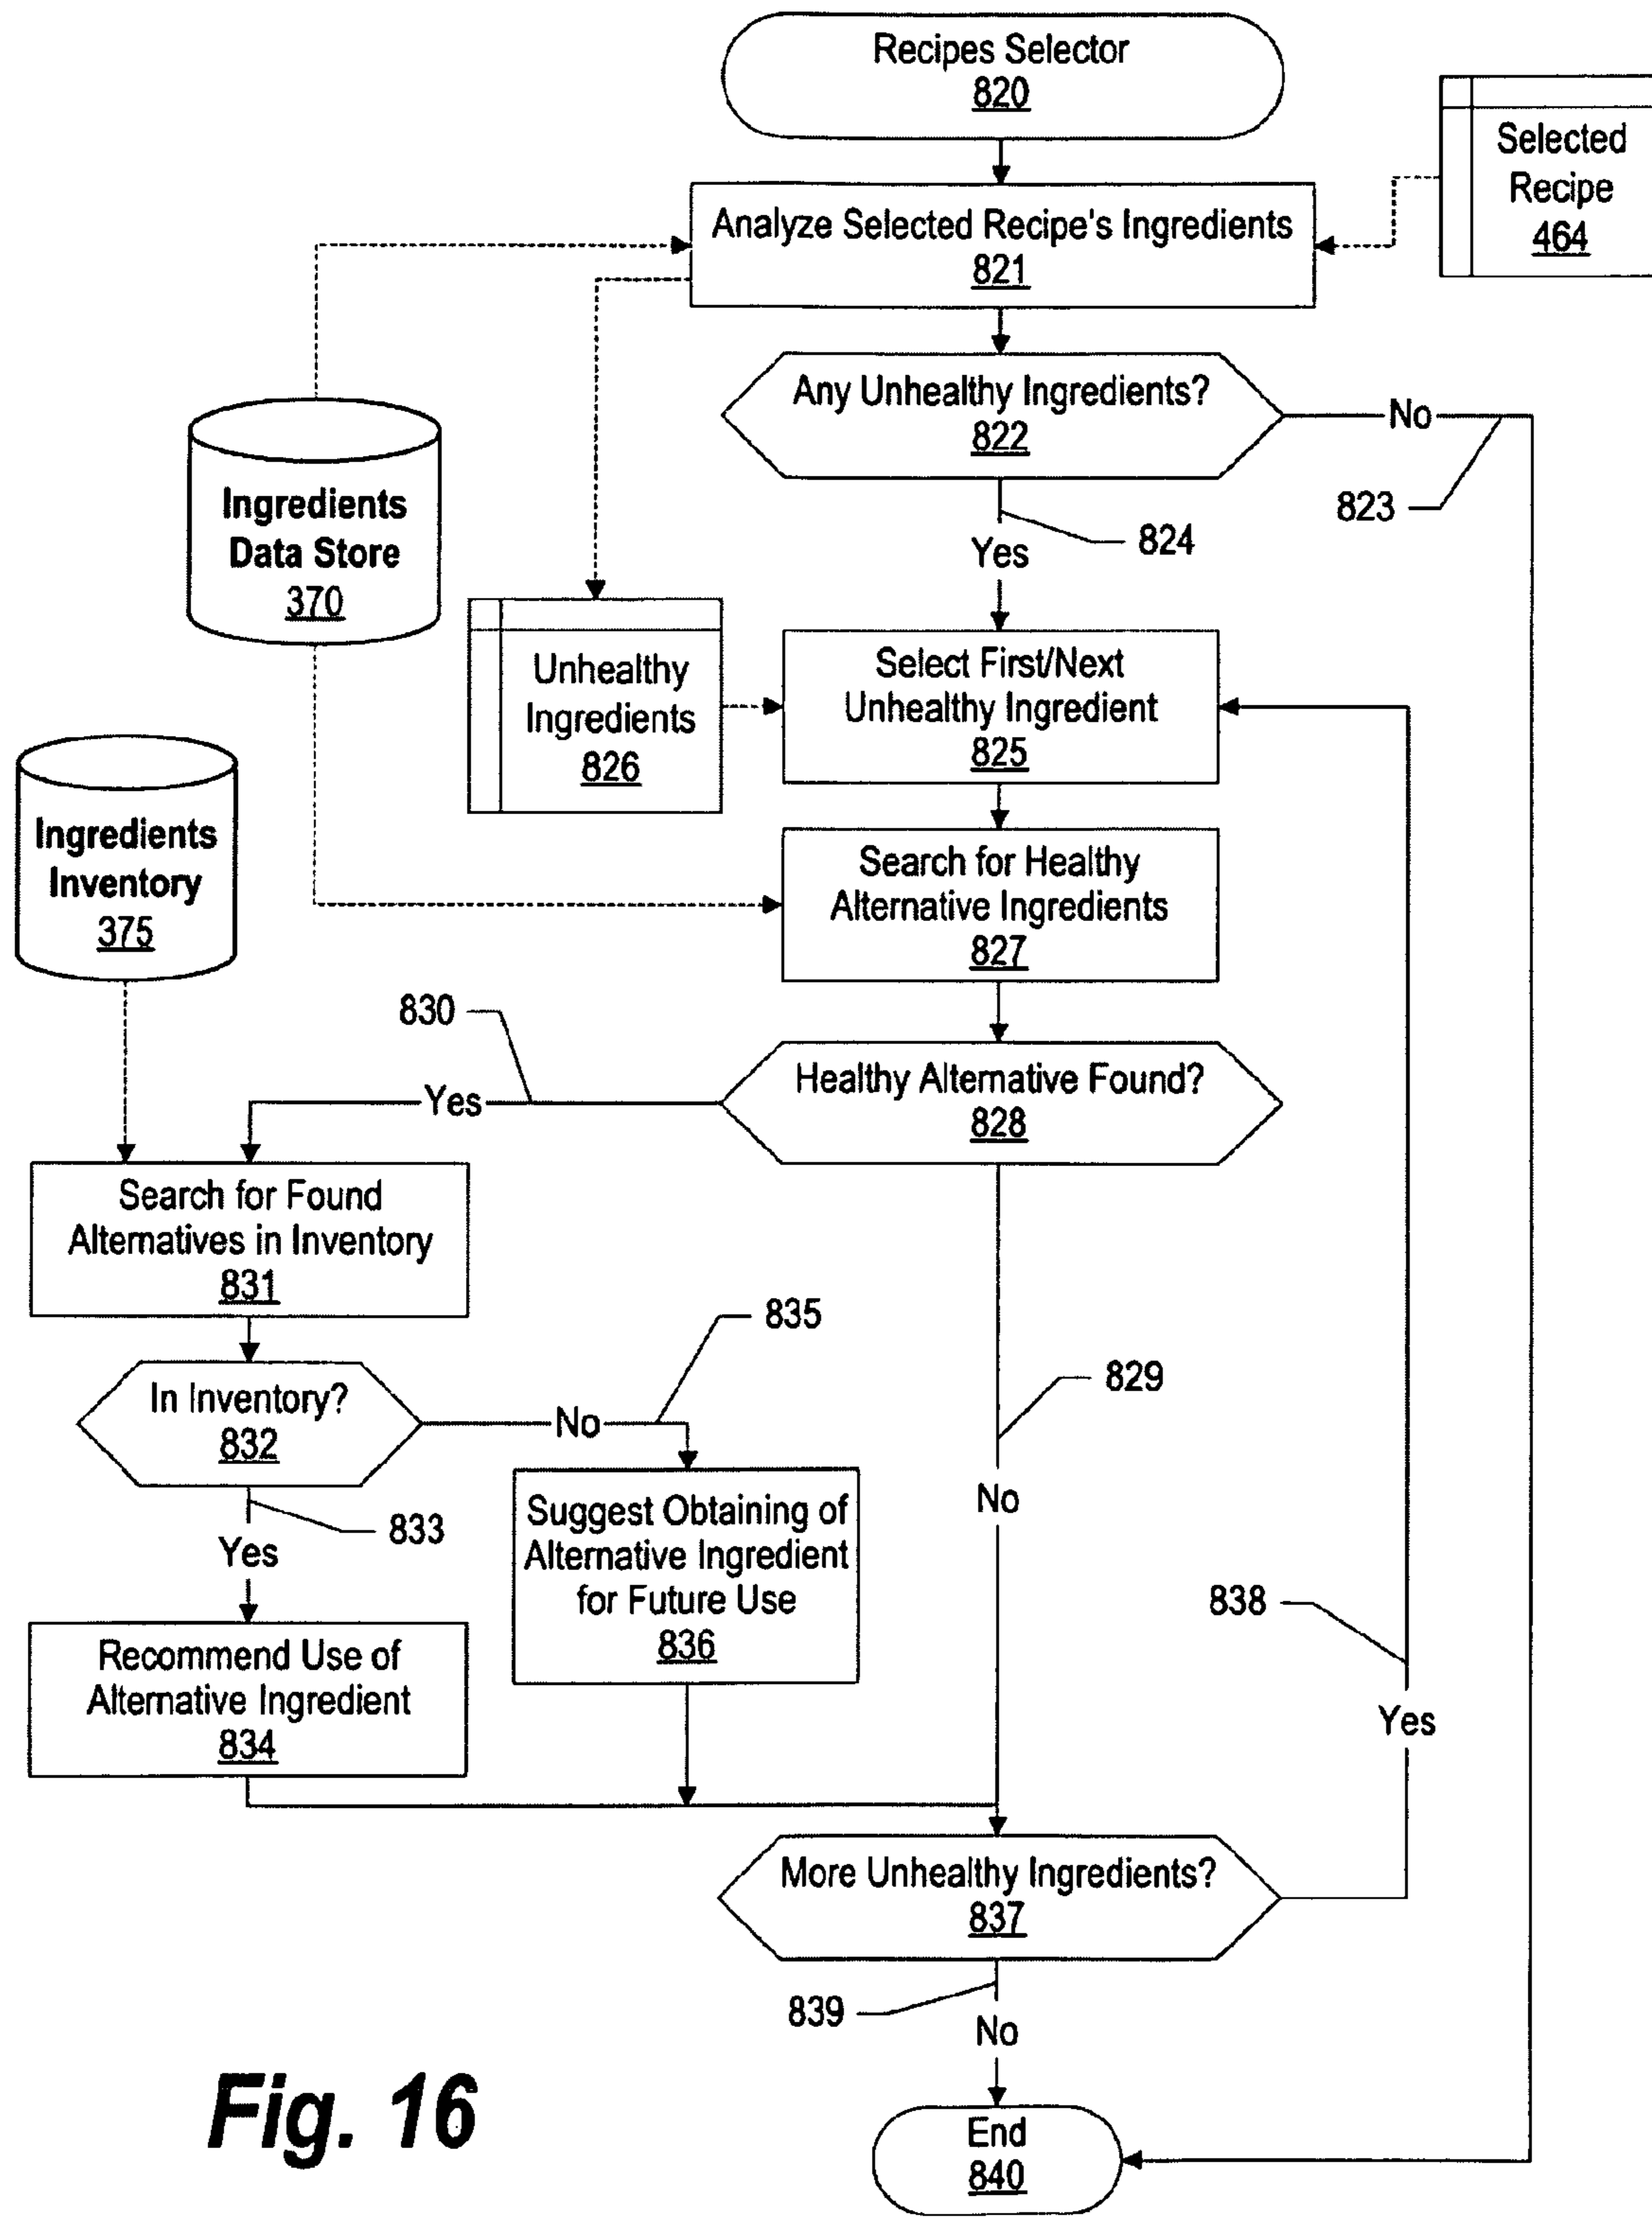 Recipes Selector
820
Selected
Recipe
464
Analyze Selected Recipe's Ingredients
821
Any Unhealthy Ingredients?
822
No
823
824
Yes
Ingredients
Data Store
370
Unhealthy
Ingredients
826
Select First/Next
Unhealthy Ingredient
825
Ingredients
Inventory
375
Search for Healthy
Alternative Ingredients
827
830
Yes
Healthy Alternative Found?
828
Search for Found
Alternatives in Inventory
831
835
829
In Inventory?
832
No
No
833
Yes
Suggest Obtaining of
Alternative Ingredient
for Future Use
836
838
Recommend Use of
Alternative Ingredient
834
Yes
More Unhealthy Ingredients?
837
839
No
End
840
Fig. 16